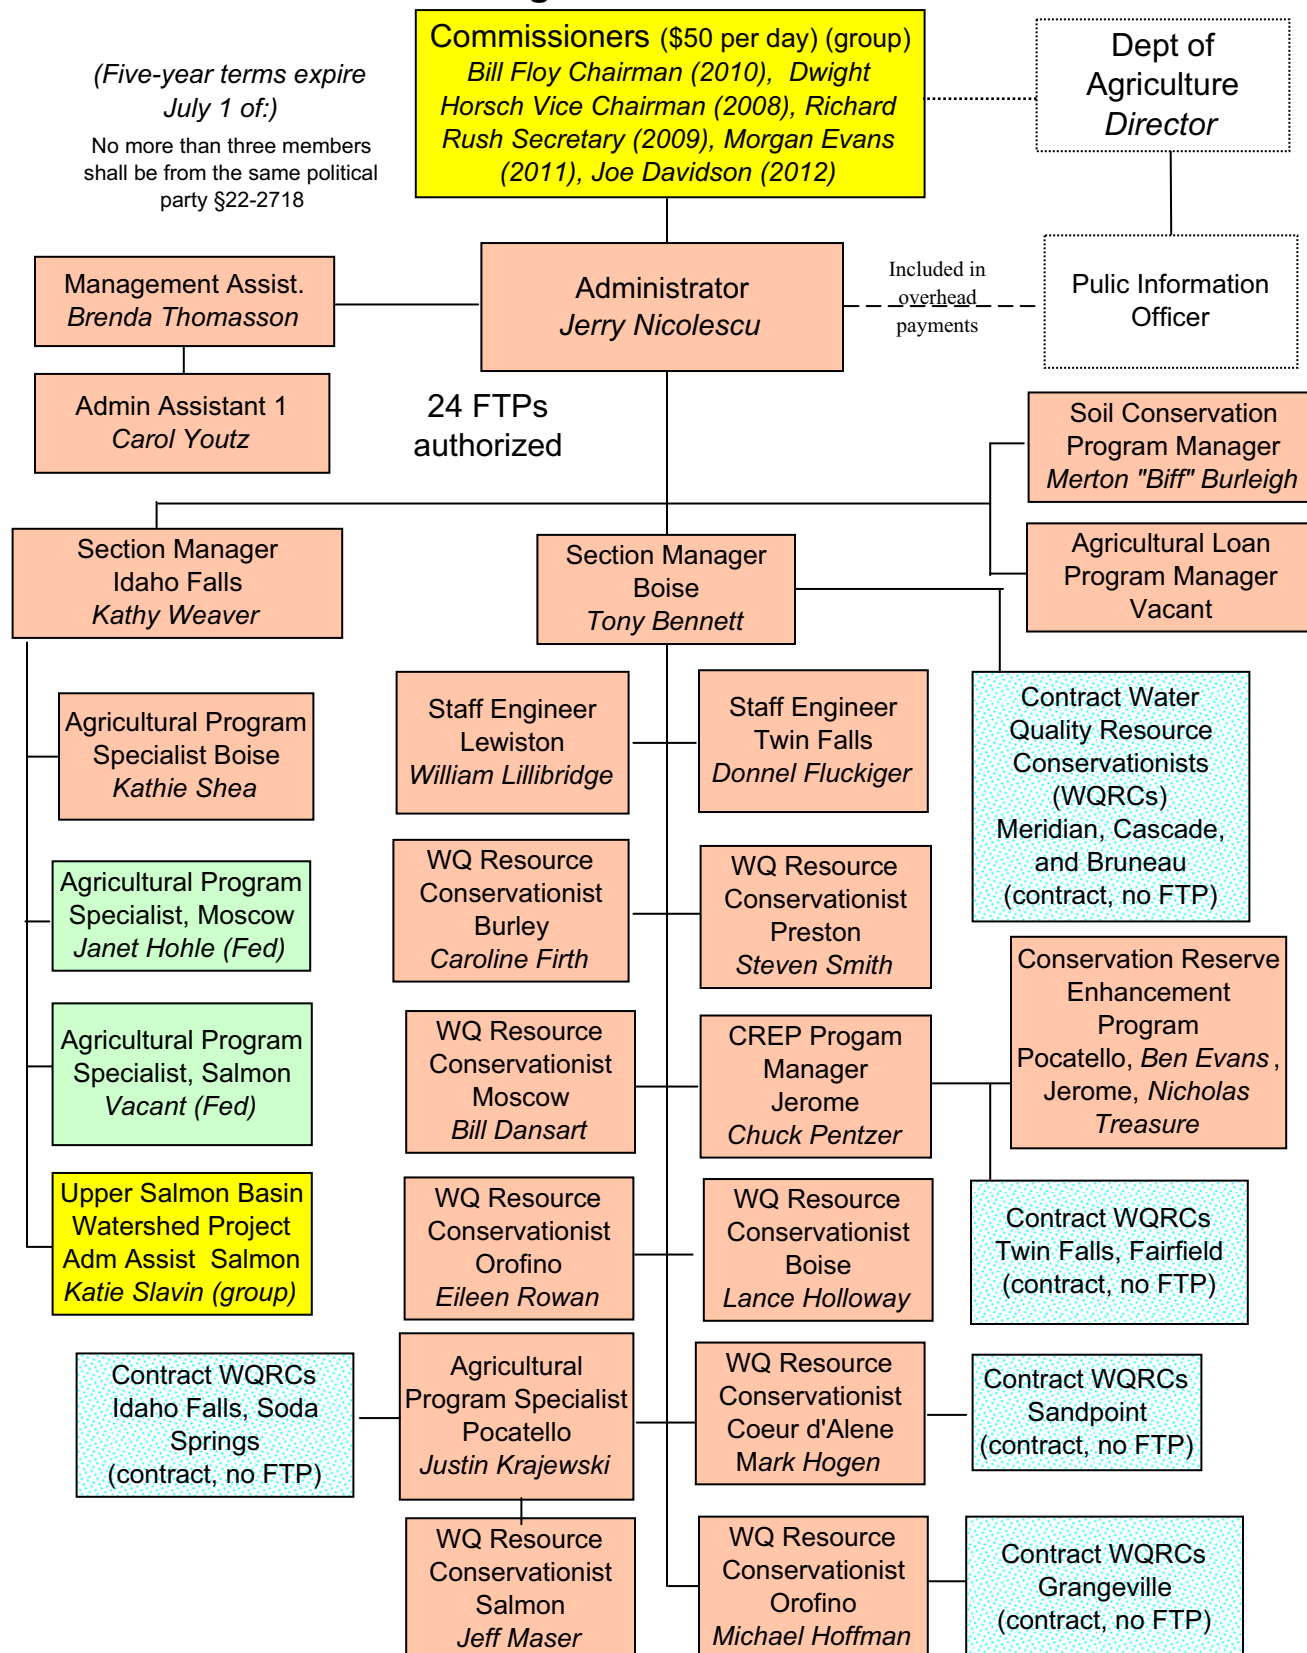 Commissioners ($50 per day) (group)
Bill Floy Chairman (2010), Dwight
Horsch Vice Chairman (2008), Richard
Rush Secretary (2009), Morgan Evans
(2011), Joe Davidson (2012)
Dept of
Agriculture
Director
(Five-year terms expire
July 1 of:)
No more than three members
shall be from the same political
party §22-2718
Management Assist.
Brenda Thomasson
Administrator
Jerry Nicolescu
Included in
overhead
payments
Pulic Information
Officer
Admin Assistant 1
Carol Youtz
24 FTPs
authorized
Soil Conservation
Program Manager
Merton "Biff" Burleigh
Agricultural Loan
Program Manager
Vacant
Section Manager
Idaho Falls
Kathy Weaver
Section Manager
Boise
Tony Bennett
Agricultural Program
Specialist Boise
Kathie Shea
Staff Engineer
Lewiston
William Lillibridge
Staff Engineer
Twin Falls
Donnel Fluckiger
Contract Water
Quality Resource
Conservationists
(WQRCs)
Meridian, Cascade,
and Bruneau
(contract, no FTP)
Agricultural Program
Specialist, Moscow
Janet Hohle (Fed)
WQ Resource
Conservationist
Burley
Caroline Firth
WQ Resource
Conservationist
Preston
Steven Smith
Conservation Reserve
Enhancement
Program
Pocatello, Ben Evans ,
Jerome, Nicholas
Treasure
Agricultural Program
Specialist, Salmon
Vacant (Fed)
WQ Resource
Conservationist
Moscow
Bill Dansart
CREP Progam
Manager
Jerome
Chuck Pentzer
Upper Salmon Basin
Watershed Project
Adm Assist Salmon
Katie Slavin (group)
WQ Resource
Conservationist
Orofino
Eileen Rowan
WQ Resource
Conservationist
Boise
Lance Holloway
Contract WQRCs
Twin Falls, Fairfield
(contract, no FTP)
Contract WQRCs
Idaho Falls, Soda
Springs
(contract, no FTP)
Agricultural
Program Specialist
Pocatello
Justin Krajewski
WQ Resource
Conservationist
Coeur d'Alene
Mark Hogen
Contract WQRCs
Sandpoint
(contract, no FTP)
WQ Resource
Conservationist
Salmon
Jeff Maser
WQ Resource
Conservationist
Orofino
Michael Hoffman
Contract WQRCs
Grangeville
(contract, no FTP)